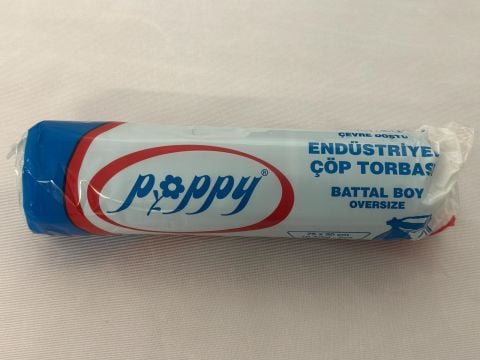 poppy®
ÇEVRE DOSTU
ENDÜSTRİYEL
ÇÖP TORBASI
BATTAL BOY
OVERSIZE